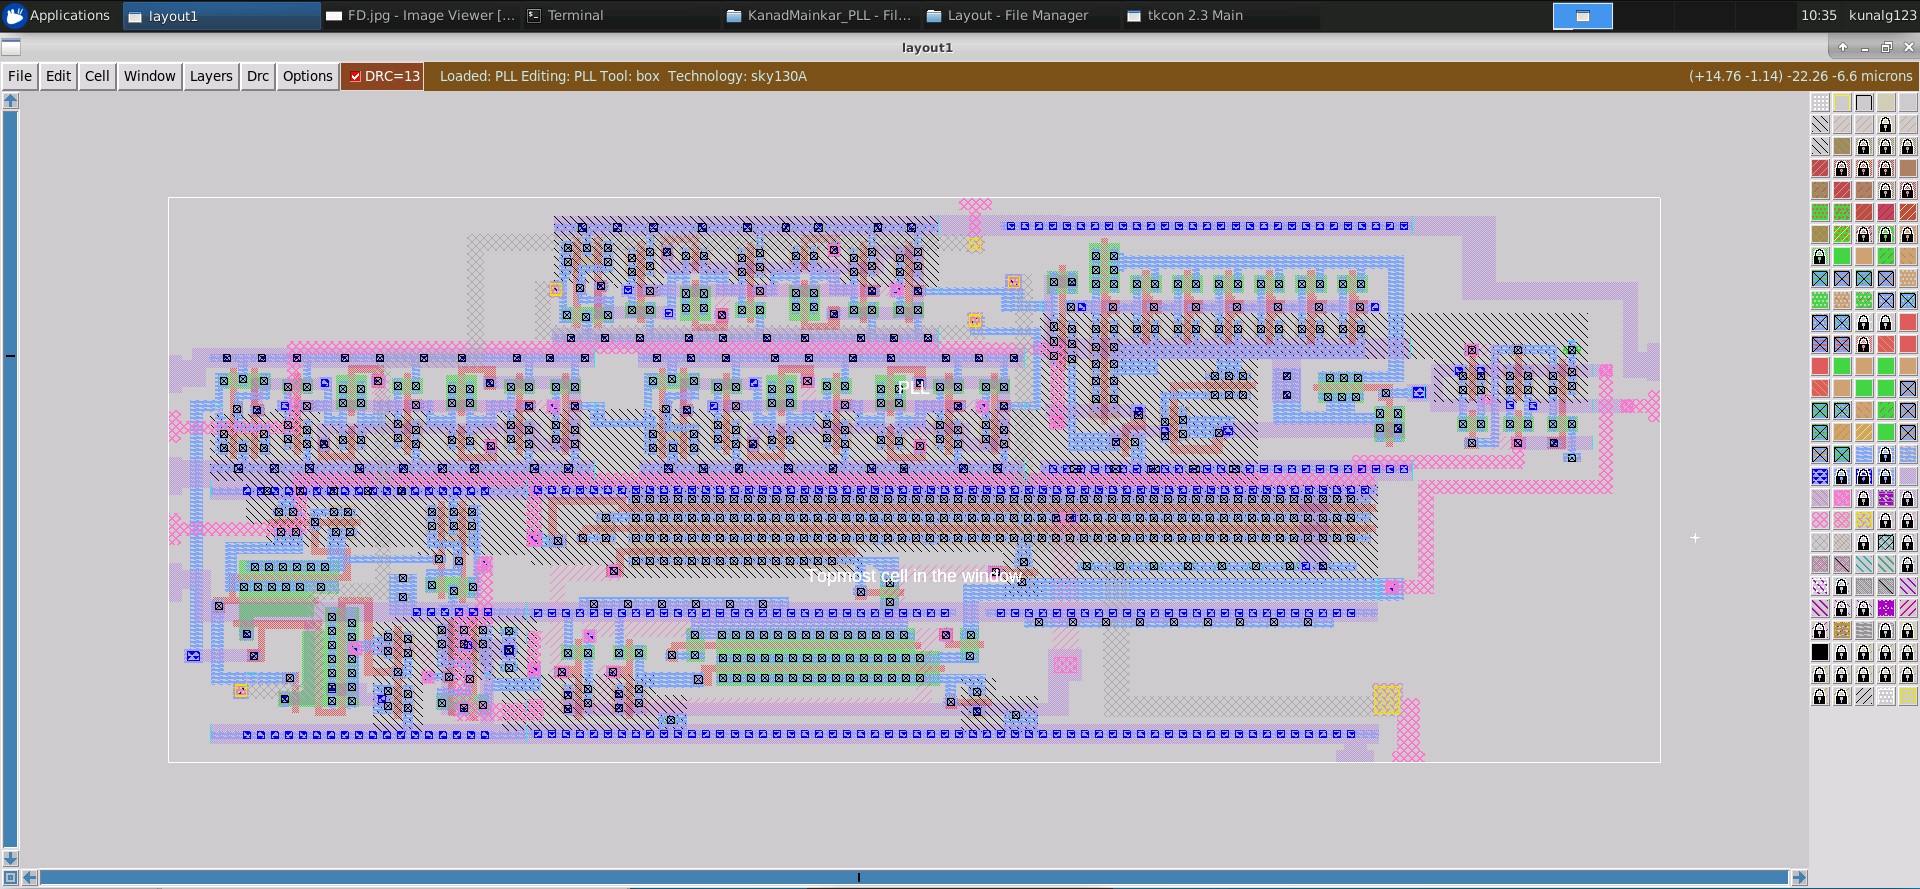 Applications layout1 FD.jpg - Image Viewer [... Terminal KanadMainkar_PLL - Fil... Layout - File Manager tkcon 2.3 Main 10:35 kunalg123
layout1
File Edit Cell Window Layers Drc Options DRC=13 Loaded: PLL Editing: PLL Tool: box Technology: sky130A (+14.76 -1.14) -22.26 -6.6 microns
PLL
Topmost cell in the window